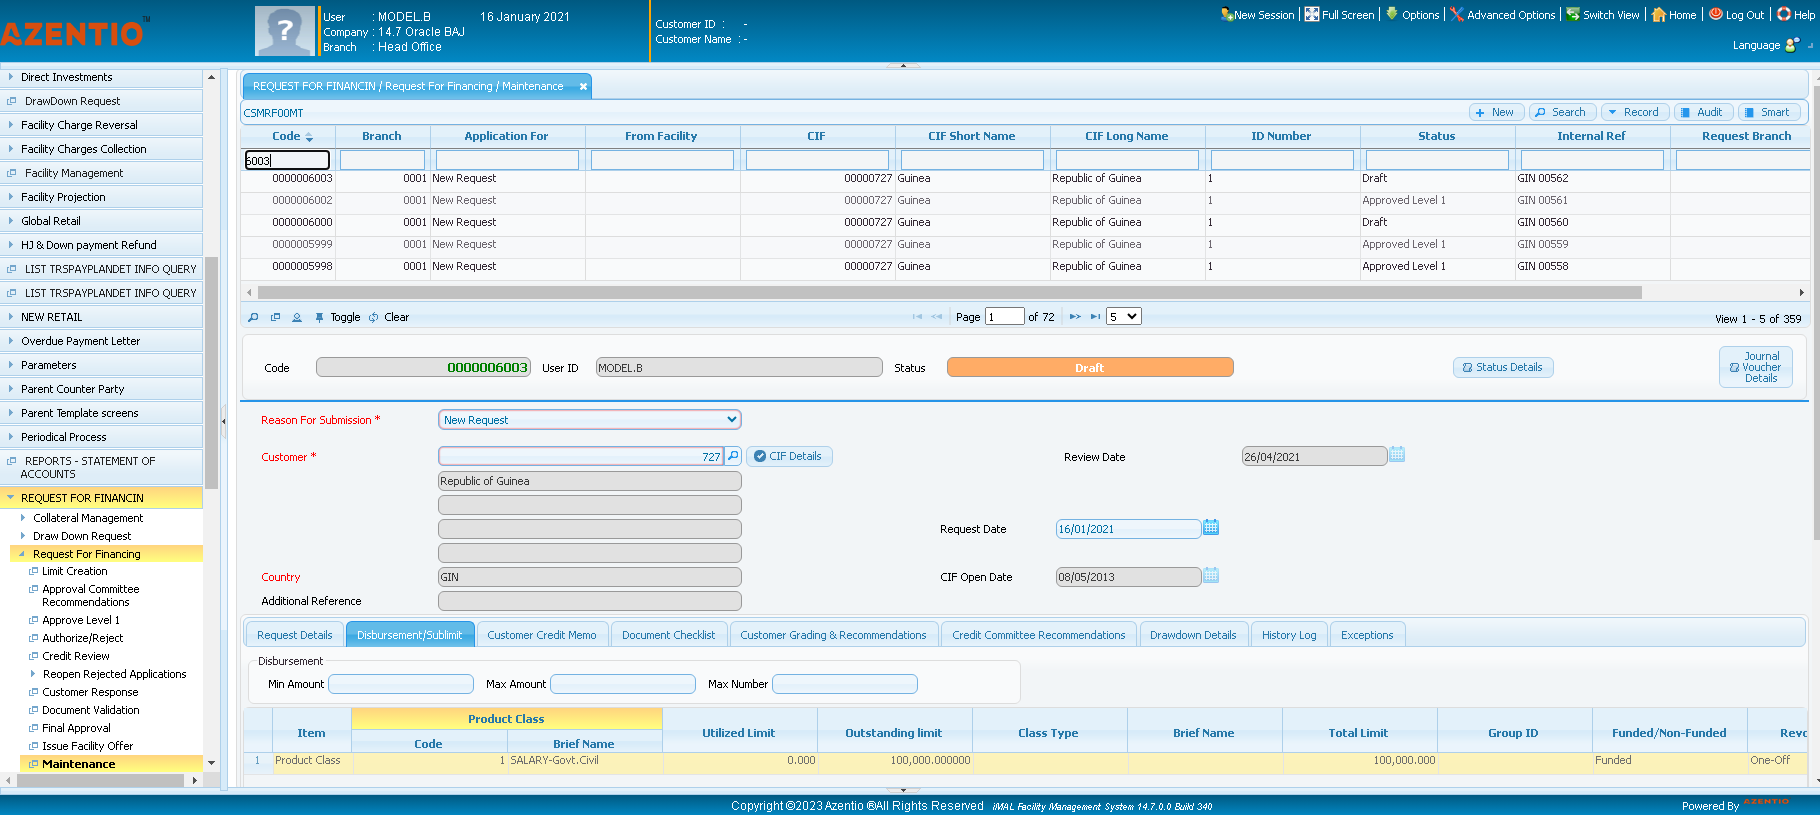 AZENTIO™
User : MODEL.B 16 January 2021
Company : 14.7 Oracle BAJ
Branch : Head Office
Customer ID : -
Customer Name : -
New Session Full Screen Options Advanced Options Switch View Home Log Out Help
Language
Direct Investments
DrawDown Request
Facility Charge Reversal
Facility Charges Collection
Facility Management
Facility Projection
Global Retail
HJ & Down payment Refund
LIST TRSPAYPLANDET INFO QUERY
LIST TRSPAYPLANDET INFO QUERY
NEW RETAIL
Overdue Payment Letter
Parameters
Parent Counter Party
Parent Template screens
Periodical Process
REPORTS - STATEMENT OF
ACCOUNTS
REQUEST FOR FINANCIN
Collateral Management
Draw Down Request
Request For Financing
Limit Creation
Approval Committee
Recommendations
Approve Level 1
Authorize/Reject
Credit Review
Reopen Rejected Applications
Customer Response
Document Validation
Final Approval
Issue Facility Offer
Maintenance
REQUEST FOR FINANCIN / Request For Financing / Maintenance
CSMRF00MT
New Search Record Audit Smart
Code Branch Application For From Facility CIF CIF Short Name CIF Long Name ID Number Status Internal Ref Request Branch
6003
0000006003 0001 New Request 00000727 Guinea Republic of Guinea 1 Draft GIN 00562
0000006002 0001 New Request 00000727 Guinea Republic of Guinea 1 Approved Level 1 GIN 00561
0000006000 0001 New Request 00000727 Guinea Republic of Guinea 1 Draft GIN 00560
0000005999 0001 New Request 00000727 Guinea Republic of Guinea 1 Approved Level 1 GIN 00559
0000005998 0001 New Request 00000727 Guinea Republic of Guinea 1 Approved Level 1 GIN 00558
Toggle Clear Page 1 of 72 5 View 1 - 5 of 359
Code 0000006003 User ID MODEL.B Status Draft Status Details
Journal
Voucher
Details
Reason For Submission * New Request
Customer * 727 CIF Details Review Date 26/04/2021
Republic of Guinea
Request Date 16/01/2021
Country GIN CIF Open Date 08/05/2013
Additional Reference
Request Details Disbursement/Sublimit Customer Credit Memo Document Checklist Customer Grading & Recommendations Credit Committee Recommendations Drawdown Details History Log Exceptions
Disbursement
Min Amount Max Amount Max Number
Item Product Class Utilized Limit Outstanding limit Class Type Brief Name Total Limit Group ID Funded/Non-Funded Revo
Code Brief Name
1 Product Class 1 SALARY-Govt.Civil 0.000 100,000.000000 100,000.000 Funded One-Off
Copyright ©2023 Azentio ®All Rights Reserved iMAL Facility Management System 14.7.0.0 Build 340
Powered By AZENTIO